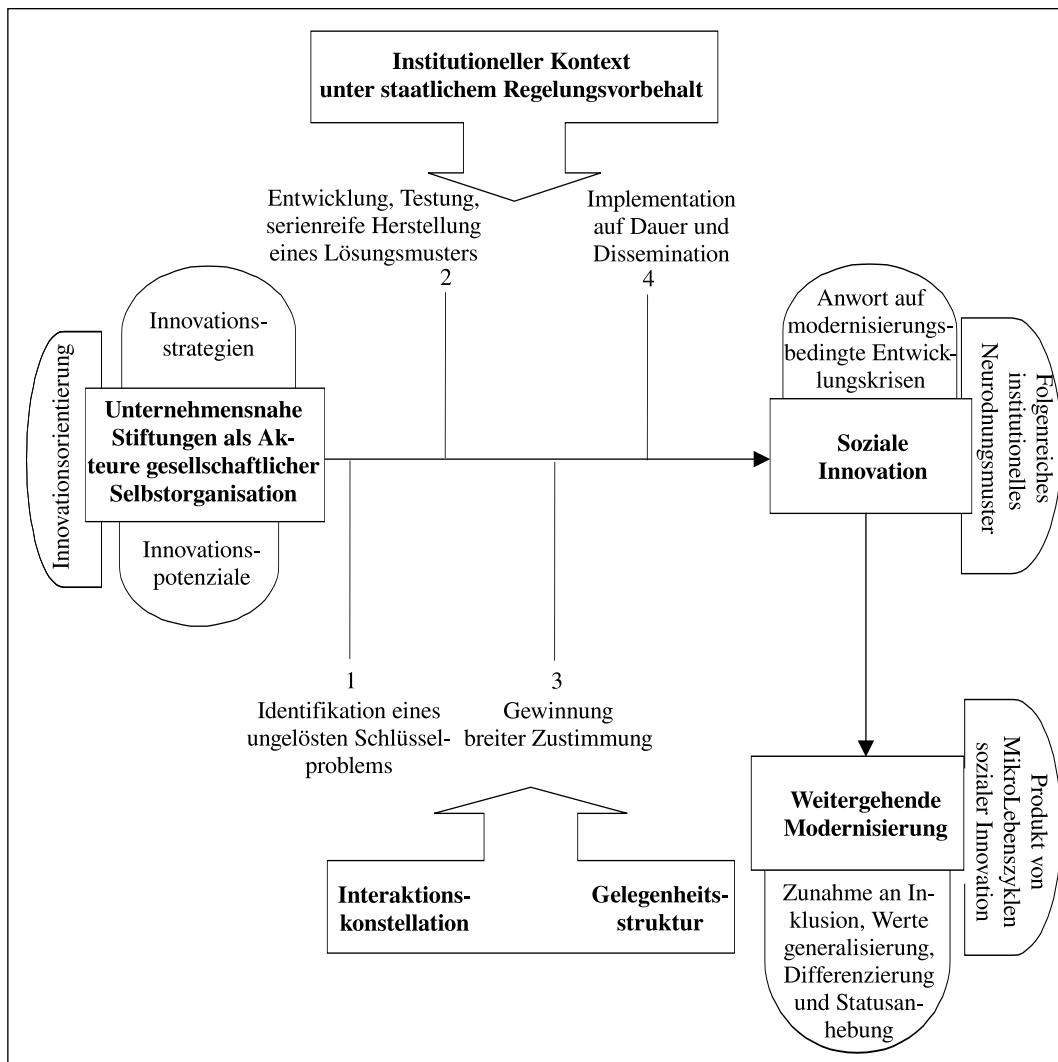 Institutioneller Kontext
unter staatlichem Regelungsvorbehalt
Entwicklung, Testung,
serienreife Herstellung
eines Lösungsmusters
2
Implementation
auf Dauer und
Dissemination
4
Innovationsorientierung
Innovations-
strategien
Unternehmensnahe
Stiftungen als Ak-
teure gesellschaftlicher
Selbstorganisation
Innovations-
potenziale
Anwort auf
modernisierungs-
bedingte Entwick-
lungskrisen
Soziale
Innovation
Folgenreiches
institutionelles
Neurodnungsmuster
1
Identifikation eines
ungelösten Schlüssel-
problems
3
Gewinnung
breiter Zustimmung
Interaktions-
konstellation
Gelegenheits-
struktur
Weitergehende
Modernisierung
Zunahme an In-
klusion, Werte
generalisierung,
Differenzierung
und Statusan-
hebung
Produkt von
MikroLebenszyklen
sozialer Innovation